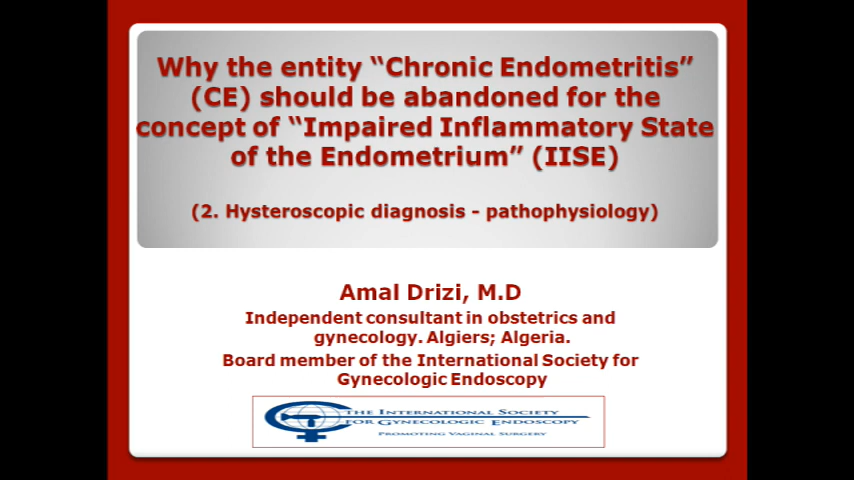 Why the entity “Chronic Endometritis”
(CE) should be abandoned for the
concept of “Impaired Inflammatory State
of the Endometrium” (IISE)
(2. Hysteroscopic diagnosis - pathophysiology)
Amal Drizi, M.D
Independent consultant in obstetrics and
gynecology. Algiers; Algeria.
Board member of the International Society for
Gynecologic Endoscopy
THE INTERNATIONAL SOCIETY
FOR GYNECOLOGIC ENDOSCOPY
PROMOTING VAGINAL SURGERY